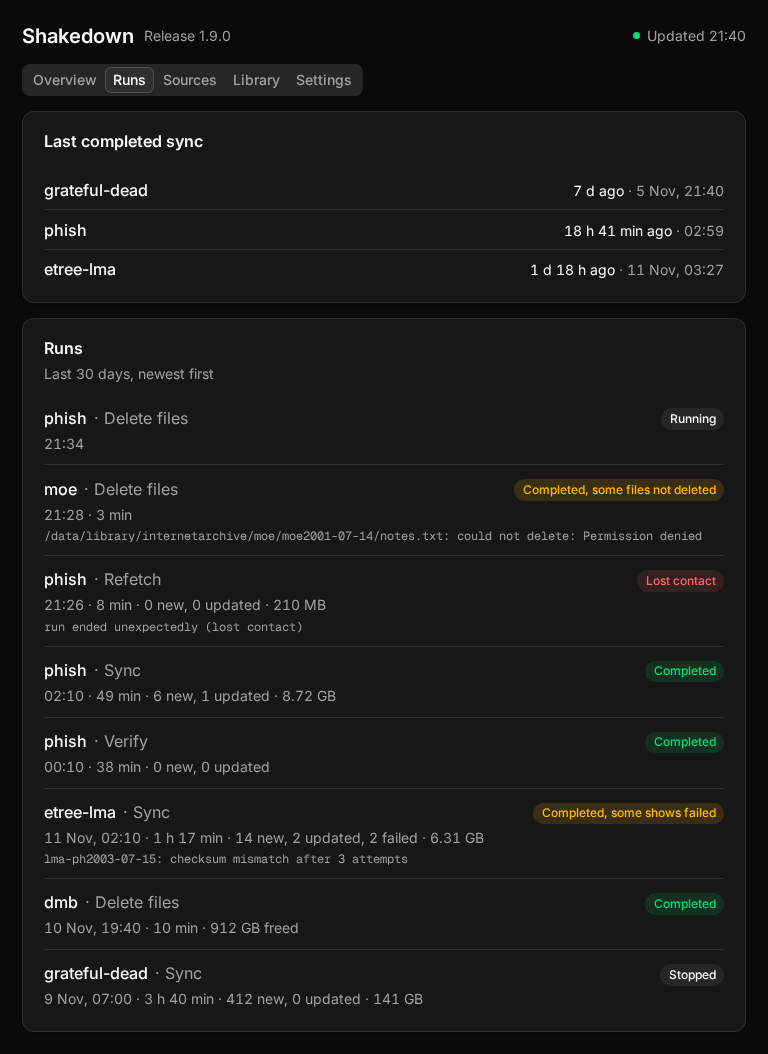 Shakedown Release 1.9.0
Updated 21:40
Overview Runs Sources Library Settings
Last completed sync
grateful-dead 7 d ago · 5 Nov, 21:40
phish 18 h 41 min ago · 02:59
etree-lma 1 d 18 h ago · 11 Nov, 03:27
Runs
Last 30 days, newest first
phish · Delete files Running
21:34
moe · Delete files Completed, some files not deleted
21:28 · 3 min
/data/library/internetarchive/moe/moe2001-07-14/notes.txt: could not delete: Permission denied
phish · Refetch Lost contact
21:26 · 8 min · 0 new, 0 updated · 210 MB
run ended unexpectedly (lost contact)
phish · Sync Completed
02:10 · 49 min · 6 new, 1 updated · 8.72 GB
phish · Verify Completed
00:10 · 38 min · 0 new, 0 updated
etree-lma · Sync Completed, some shows failed
11 Nov, 02:10 · 1 h 17 min · 14 new, 2 updated, 2 failed · 6.31 GB
lma-ph2003-07-15: checksum mismatch after 3 attempts
dmb · Delete files Completed
10 Nov, 19:40 · 10 min · 912 GB freed
grateful-dead · Sync Stopped
9 Nov, 07:00 · 3 h 40 min · 412 new, 0 updated · 141 GB